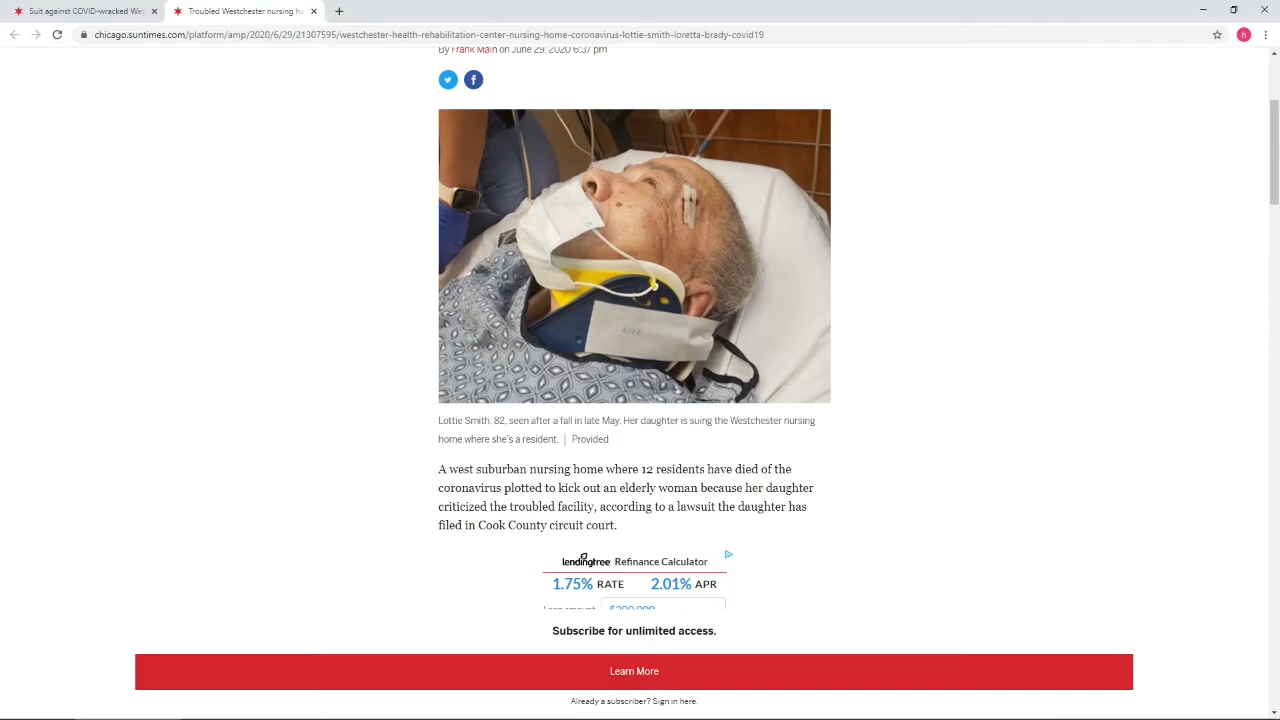 Suit against COVID-wracked Wes
Troubled Westchester nursing ho
chicago.suntimes.com/platform/amp/2020/6/29/21307595/westchester-health-rehabilitation-center-nursing-home-coronavirus-lottie-smith-loretta-brady-covid19
h
By Frank Main on June 29, 2020 6:37 pm
f
SIZE
Lottie Smith, 82, seen after a fall in late May. Her daughter is suing the Westchester nursing
home where she's a resident. | Provided
A west suburban nursing home where 12 residents have died of the
coronavirus plotted to kick out an elderly woman because her daughter
criticized the troubled facility, according to a lawsuit the daughter has
filed in Cook County circuit court.
lendingtree Refinance Calculator
1.75% RATE 2.01% APR
Loan amount $300,000
Subscribe for unlimited access.
Learn More
Already a subscriber? Sign in here.